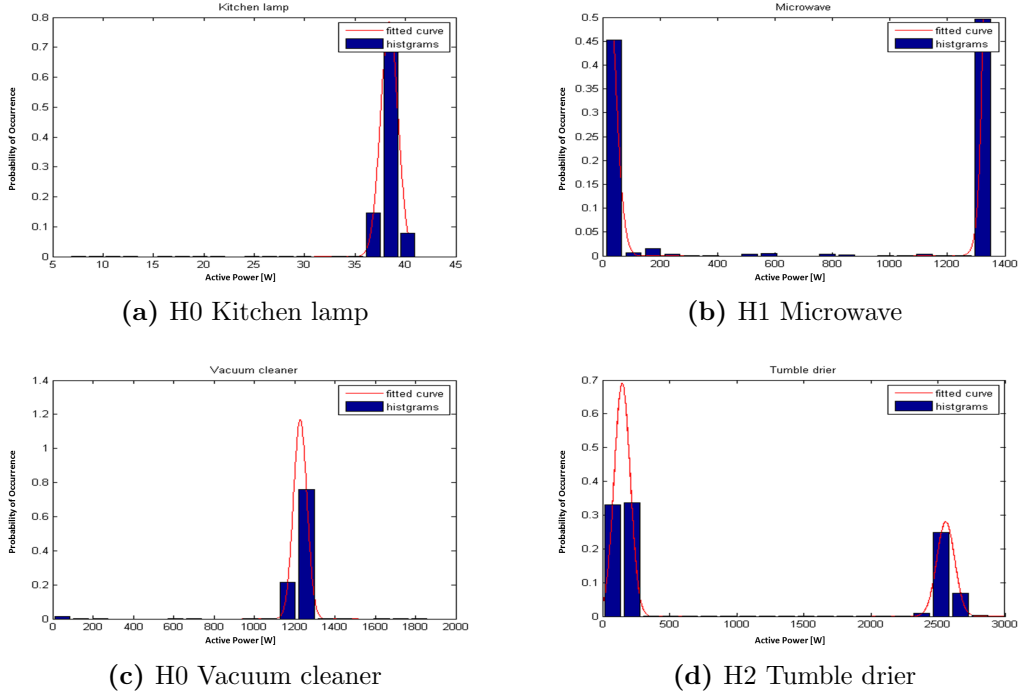 Kitchen lamp
0.8
0.7
0.6
0.5
0.4
0.3
0.2
0.1
0
fitted curve
histgrams
Probability of Occurrence
5 10 15 20 25 30 35 40 45
Active Power [W]
(a) H0 Kitchen lamp
Microwave
0.5
0.45
0.4
0.35
0.3
0.25
0.2
0.15
0.1
0.05
0
fitted curve
histgrams
Probability of Occurrence
0 200 400 600 800 1000 1200 1400
Active Power [W]
(b) H1 Microwave
Vacuum cleaner
1.4
1.2
1
0.8
0.6
0.4
0.2
0
fitted curve
histgrams
Probability of Occurrence
0 200 400 600 800 1000 1200 1400 1600 1800 2000
Active Power [W]
(c) H0 Vacuum cleaner
Tumble drier
0.7
0.6
0.5
0.4
0.3
0.2
0.1
0
fitted curve
histgrams
Probability of Occurrence
0 500 1000 1500 2000 2500 3000
Active Power [W]
(d) H2 Tumble drier